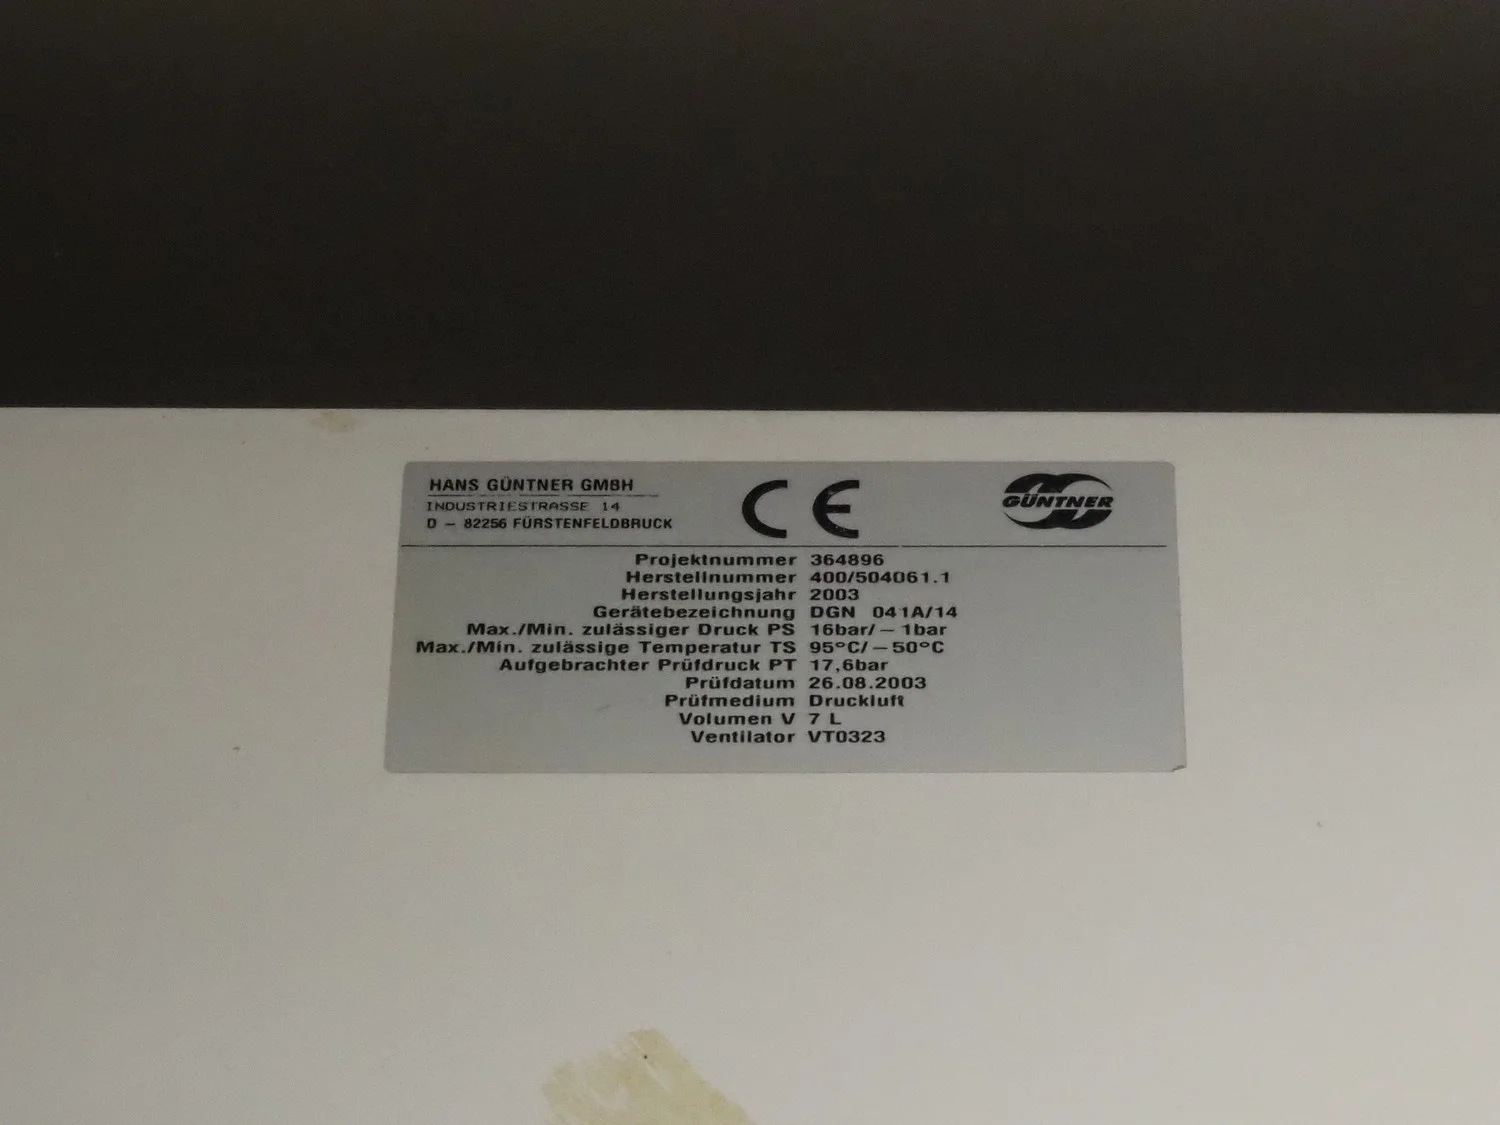 HANS GÜNTNER GMBH
INDUSTRIESTRASSE 14
D – 82256 FÜRSTENFELDBRUCK
CE
GÜNTNER
Projektnummer 364896
Herstellnummer 400/504061.1
Herstellungsjahr 2003
Gerätebezeichnung DGN 041A/14
Max./Min. zulässiger Druck PS 16bar/–1bar
Max./Min. zulässige Temperatur TS 95°C/–50°C
Aufgebrachter Prüfdruck PT 17,6bar
Prüfdatum 26.08.2003
Prüfmedium Druckluft
Volumen V 7 L
Ventilator VT0323